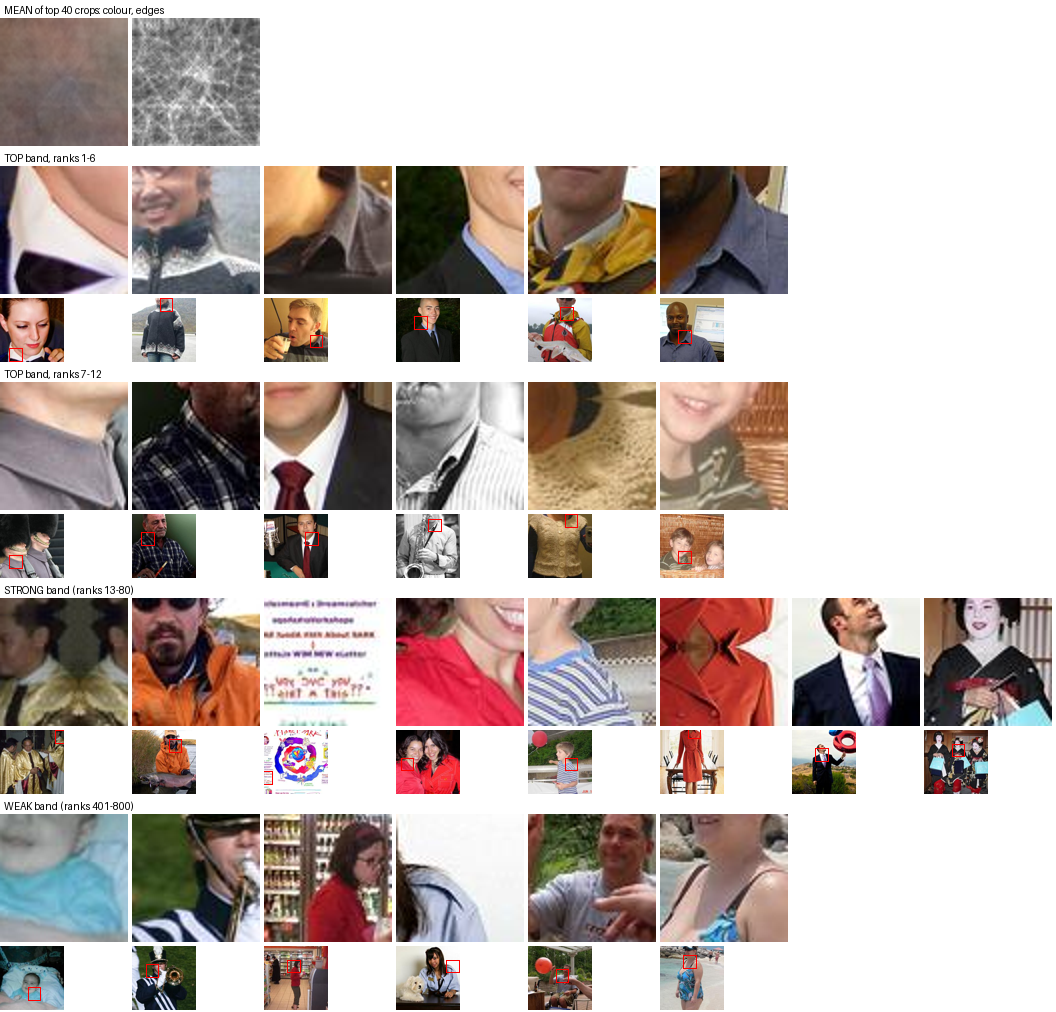 MEAN of top 40 crops: colour, edges
TOP band, ranks 1-6
TOP band, ranks 7-12
STRONG band (ranks 13-80)
WEAK band (ranks 401-800)